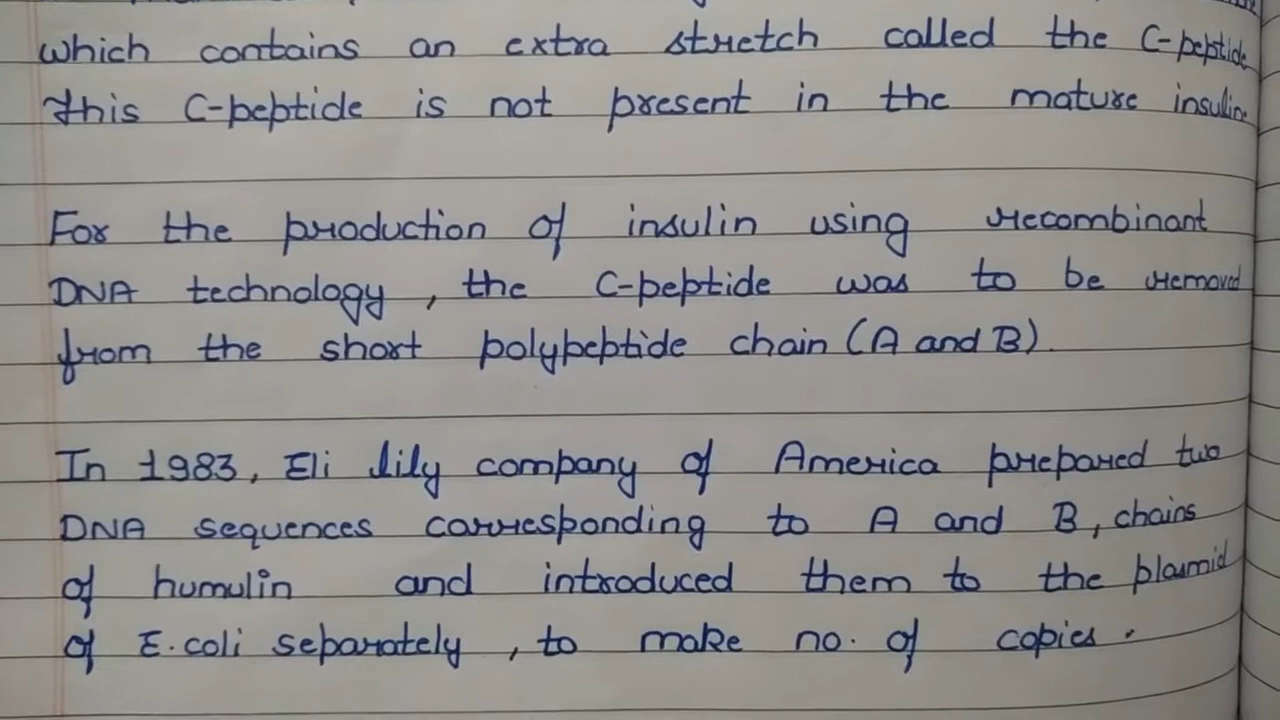 which contains an extra stretch called the C-peptide
this C-peptide is not present in the mature insulin.
For the production of insulin using recombinant
DNA technology, the C-peptide was to be removed
from the short polypeptide chain (A and B).
In 1983, Eli lily company of America prepared two
DNA sequences corresponding to A and B, chains
of humulin and introduced them to the plasmid
of E.coli separately, to make no. of copies.